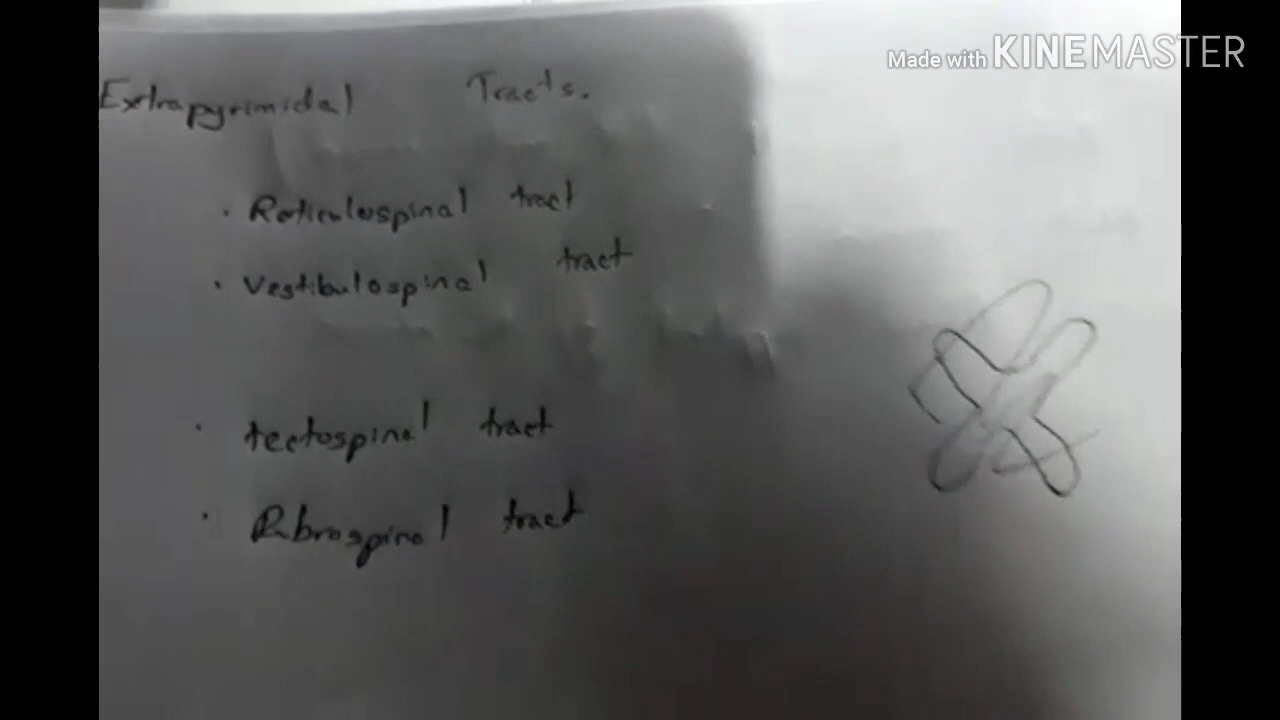 Made with KINEMASTER
Extrapyrimidal Tracts.
· Reticulospinal tract
· Vestibulospinal tract
· tectospinal tract
· Rubrospinal tract